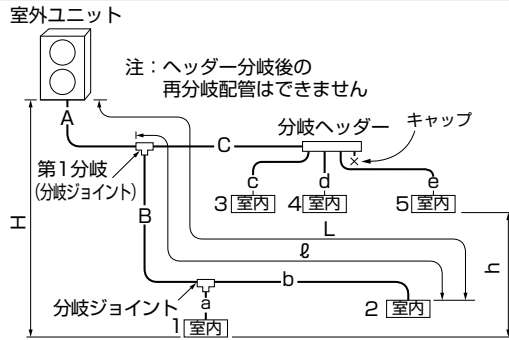 室外ユニット
注：ヘッダー分岐後の
再分岐配管はできません
A
C
分岐ヘッダー
キャップ
第1分岐
(分岐ジョイント)
c
d
e
3 室内
4 室内
5 室内
B
H
L
ℓ
h
分岐ジョイント
a
b
1 室内
2 室内